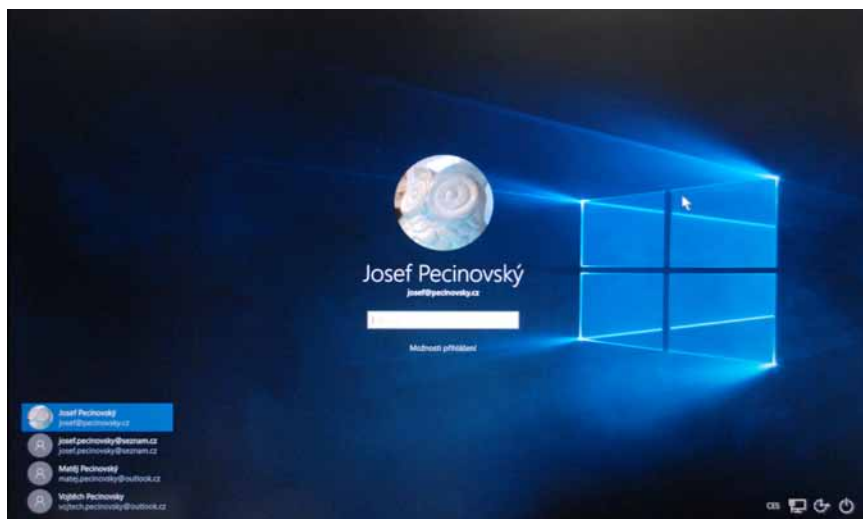 Josef Pecinovský
josef@pecinovsky.cz
Možnosti přihlášení
Josef Pecinovský
josef@pecinovsky.cz
josef.pecinovsky@seznam.cz
josef.pecinovsky@seznam.cz
Matěj Pecinovský
matej.pecinovsky@outlook.cz
Vojtěch Pecinovsky
vojtech.pecinovsky@outlook.cz
CES